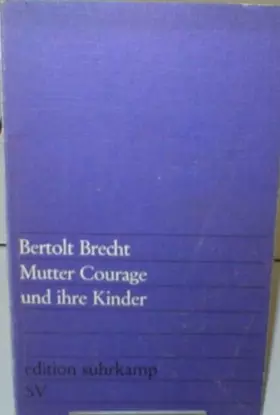 Bertolt Brecht
Mutter Courage
und ihre Kinder
edition suhrkamp
SV